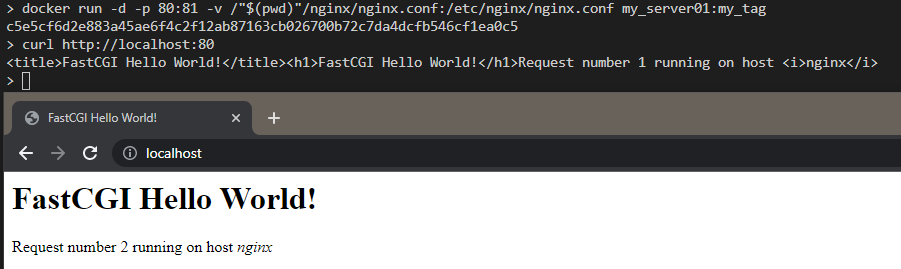 > docker run -d -p 80:81 -v /"$(pwd)"/nginx/nginx.conf:/etc/nginx/nginx.conf my_server01:my_tag
c5e5cf6d2e883a45ae6f4c2f12ab87163cb026700b72c7da4dcfb546cf1ea0c5
> curl http://localhost:80
<title>FastCGI Hello World!</title><h1>FastCGI Hello World!</h1>Request number 1 running on host <i>nginx</i>
>
FastCGI Hello World!
localhost
FastCGI Hello World!
Request number 2 running on host nginx